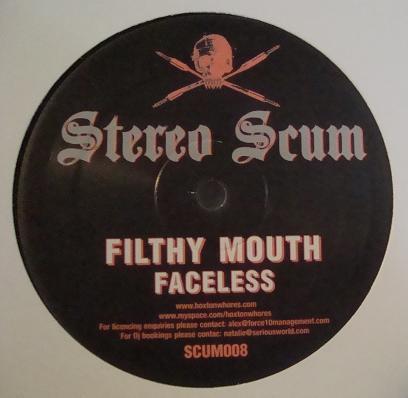 Stereo Scum
FILTHY MOUTH
FACELESS
www.hoxtonwhores.com
www.myspace.com/hoxtonwhores
For licencing enquiries please contact: alex@force10management.com
For Dj bookings please contac: natalie@seriousworld.com
SCUM008